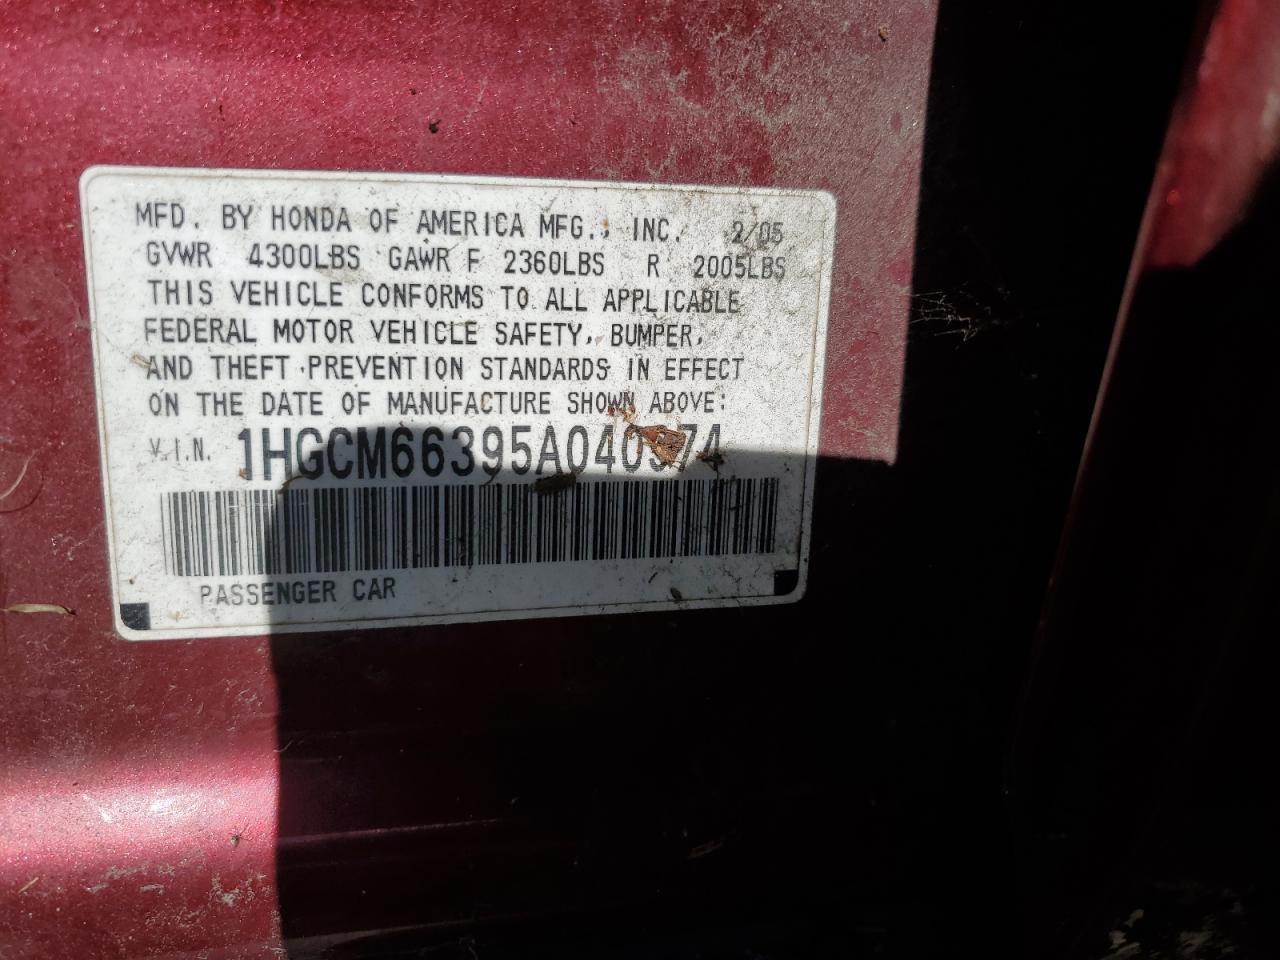 MFD. BY HONDA OF AMERICA MFG., INC. 2/05
GVWR 4300LBS GAWR F 2360LBS R 2005LBS
THIS VEHICLE CONFORMS TO ALL APPLICABLE
FEDERAL MOTOR VEHICLE SAFETY, BUMPER,
AND THEFT PREVENTION STANDARDS IN EFFECT
ON THE DATE OF MANUFACTURE SHOWN ABOVE:
V.I.N. 1HGCM66395A040974
PASSENGER CAR